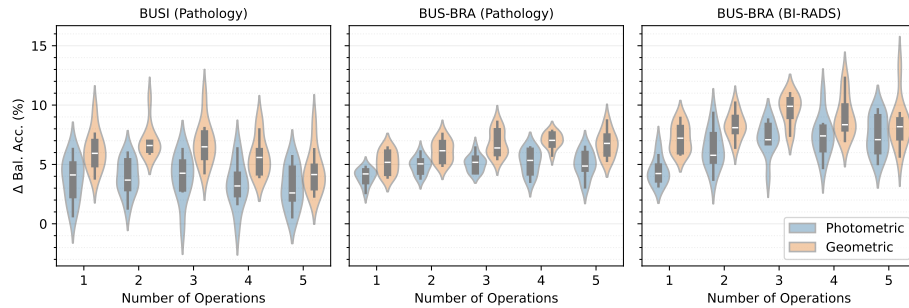 BUSI (Pathology)
BUS-BRA (Pathology)
BUS-BRA (BI-RADS)
Δ Bal. Acc. (%)
15
10
5
0
1 2 3 4 5
1 2 3 4 5
1 2 3 4 5
Number of Operations
Number of Operations
Number of Operations
Photometric
Geometric